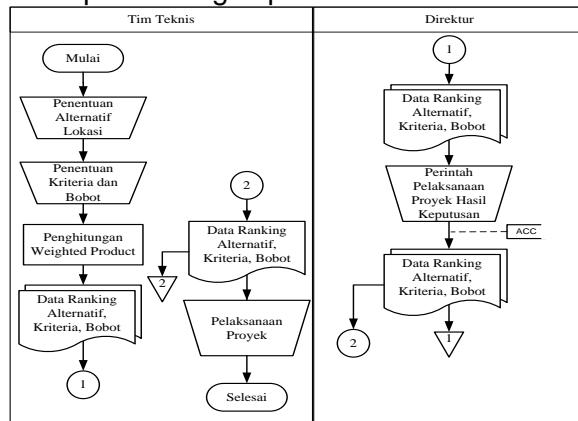 Tim Teknis
Mulai
Penentuan
Alternatif
Lokasi
Penentuan
Kriteria dan
Bobot
Penghitungan
Weighted Product
Data Ranking
Alternatif,
Kriteria, Bobot
1
2
Data Ranking
Alternatif,
Kriteria, Bobot
2
Pelaksanaan
Proyek
Selesai
Direktur
1
Data Ranking
Alternatif,
Kriteria, Bobot
Perintah
Pelaksanaan
Proyek Hasil
Keputusan
ACC
Data Ranking
Alternatif,
Kriteria, Bobot
2
1